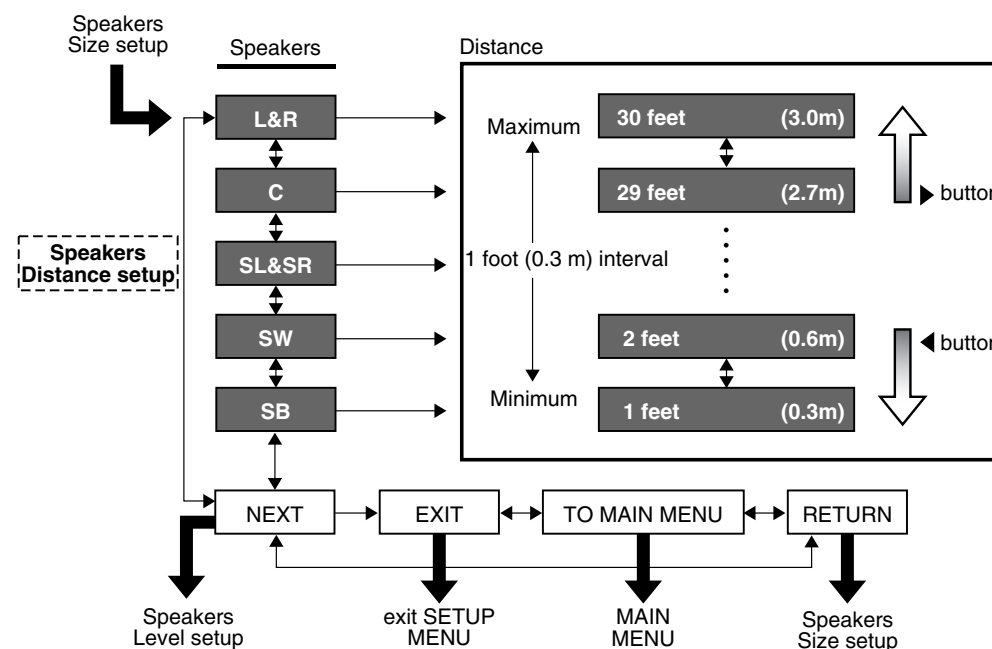 Speakers
Size setup
Speakers
Distance
L&R
C
SL&SR
SW
SB
Speakers
Distance setup
Maximum
30 feet (3.0m)
29 feet (2.7m)
button
1 foot (0.3 m) interval
2 feet (0.6m)
button
Minimum
1 feet (0.3m)
NEXT
EXIT
TO MAIN MENU
RETURN
Speakers
Level setup
exit SETUP
MENU
MAIN
MENU
Speakers
Size setup